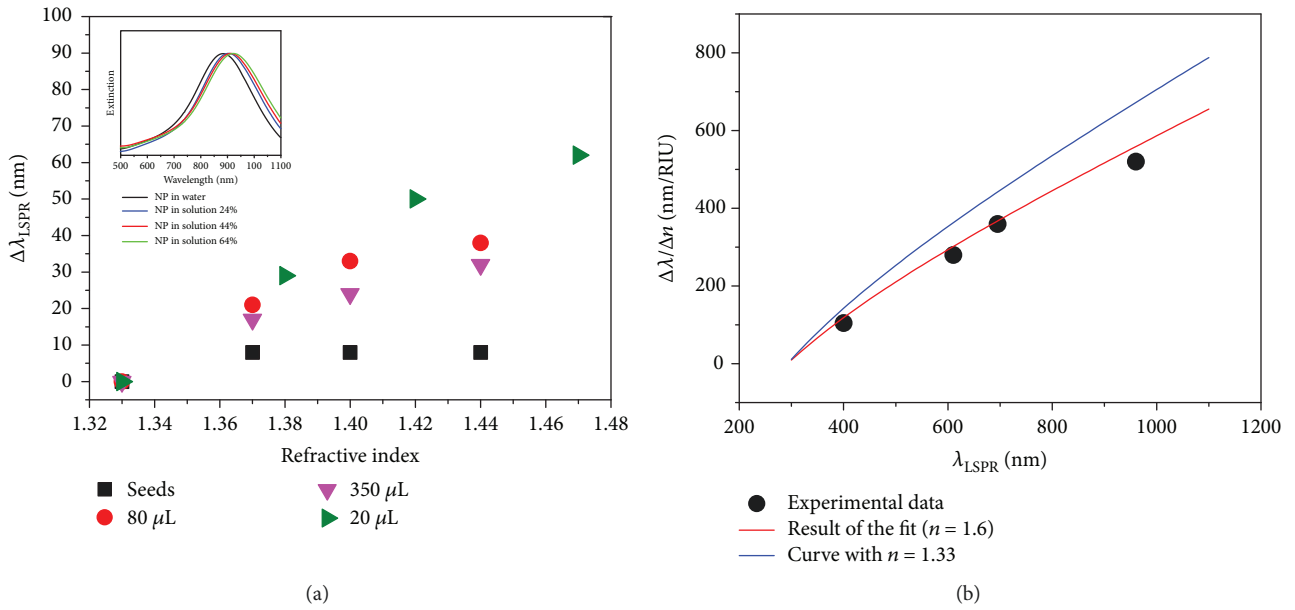 100
90
80
70
60
50
40
30
20
10
0
ΔλLSPR (nm)
1.32 1.34 1.36 1.38 1.40 1.42 1.44 1.46 1.48
Refractive index
Extinction
500 600 700 800 900 100 1100
Wavelength (nm)
NP in water
NP in solution 24%
NP in solution 44%
NP in solution 64%
Seeds
80 μL
350 μL
20 μL
(a)
800
600
400
200
0
Δλ/Δn (nm/RIU)
200 400 600 800 1000 1200
λLSPR (nm)
Experimental data
Result of the fit (n = 1.6)
Curve with n = 1.33
(b)